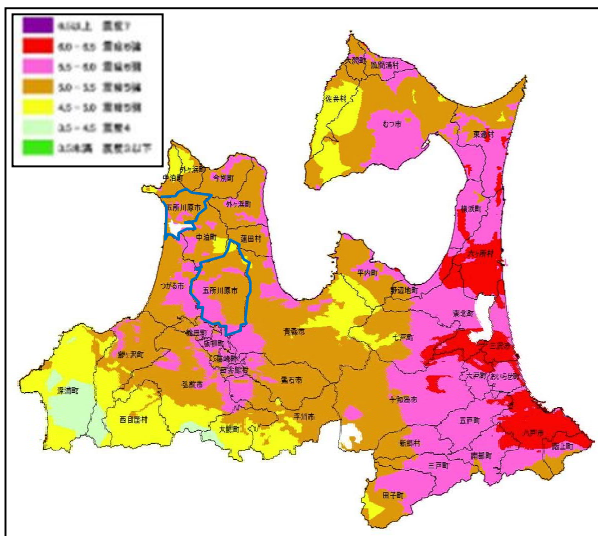 6.5以上 震度7
6.0 - 6.5 震度6強
5.5 - 6.0 震度6弱
5.0 - 5.5 震度5強
4.5 - 5.0 震度5弱
3.5 - 4.5 震度4
3.5未満 震度3以下
大間町
風間浦村
佐井村
むつ市
東通村
外ヶ浜町
中泊町
今別町
五所川原市
外ヶ浜町
横浜町
中泊町
蓬田村
六ヶ所村
平内町
つがる市
五所川原市
野辺地町
東北町
青森市
七戸町
三沢市
鶴田町
板柳町
藤崎町
田舎館村
鰺ヶ沢町
六戸町
おいらせ町
深浦町
弘前市
黒石市
十和田市
西目屋村
平川市
五戸町
八戸市
大鰐町
新郷村
南部町
階上町
三戸町
田子町